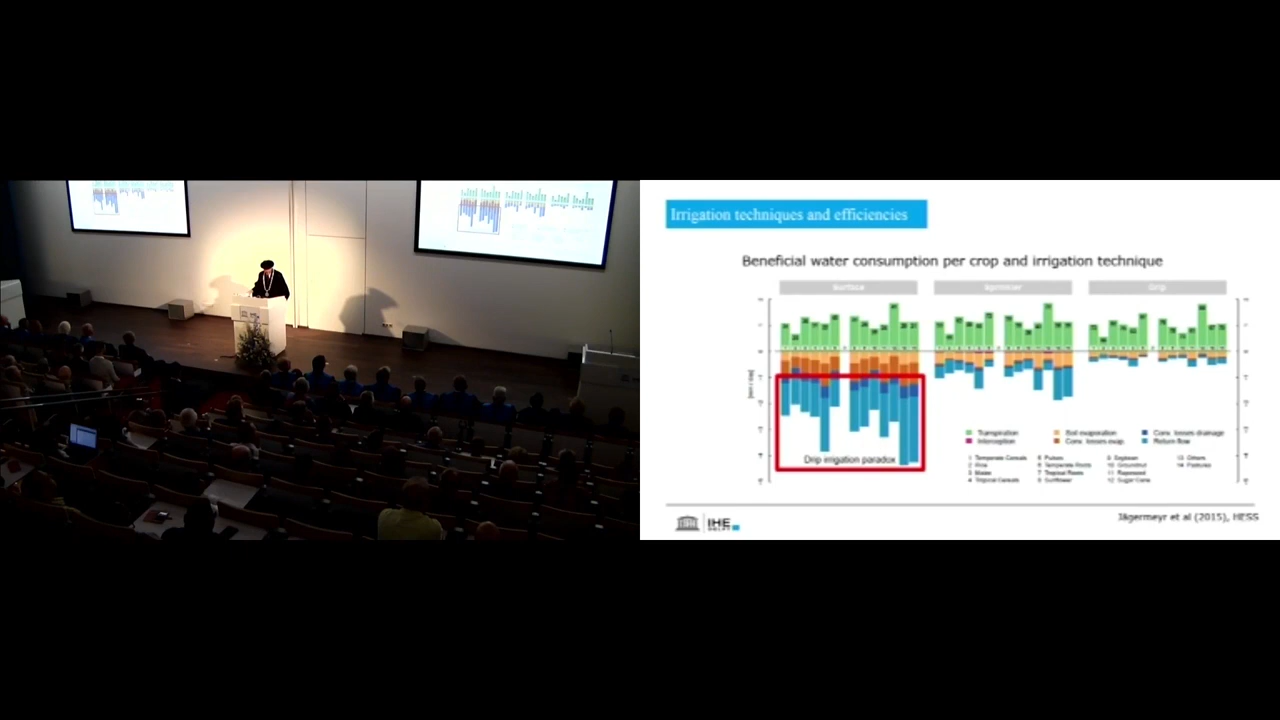 Irrigation techniques and efficiencies
Beneficial water consumption per crop and irrigation technique
Surface
Sprinkler
Drip
Drip irrigation paradox
Transpiration
Interception
Soil evaporation
Conv. losses evap.
Conv. losses drainage
Return flow
1 Temperate Cereals
2 Rice
3 Maize
4 Tropical Cereals
5 Pulses
6 Temperate Roots
7 Tropical Roots
8 Sunflower
9 Soybean
10 Groundnut
11 Rapeseed
12 Sugar Cane
13 Others
14 Pastures
IHE
DELFT
Jägermeyr et al (2015), HESS